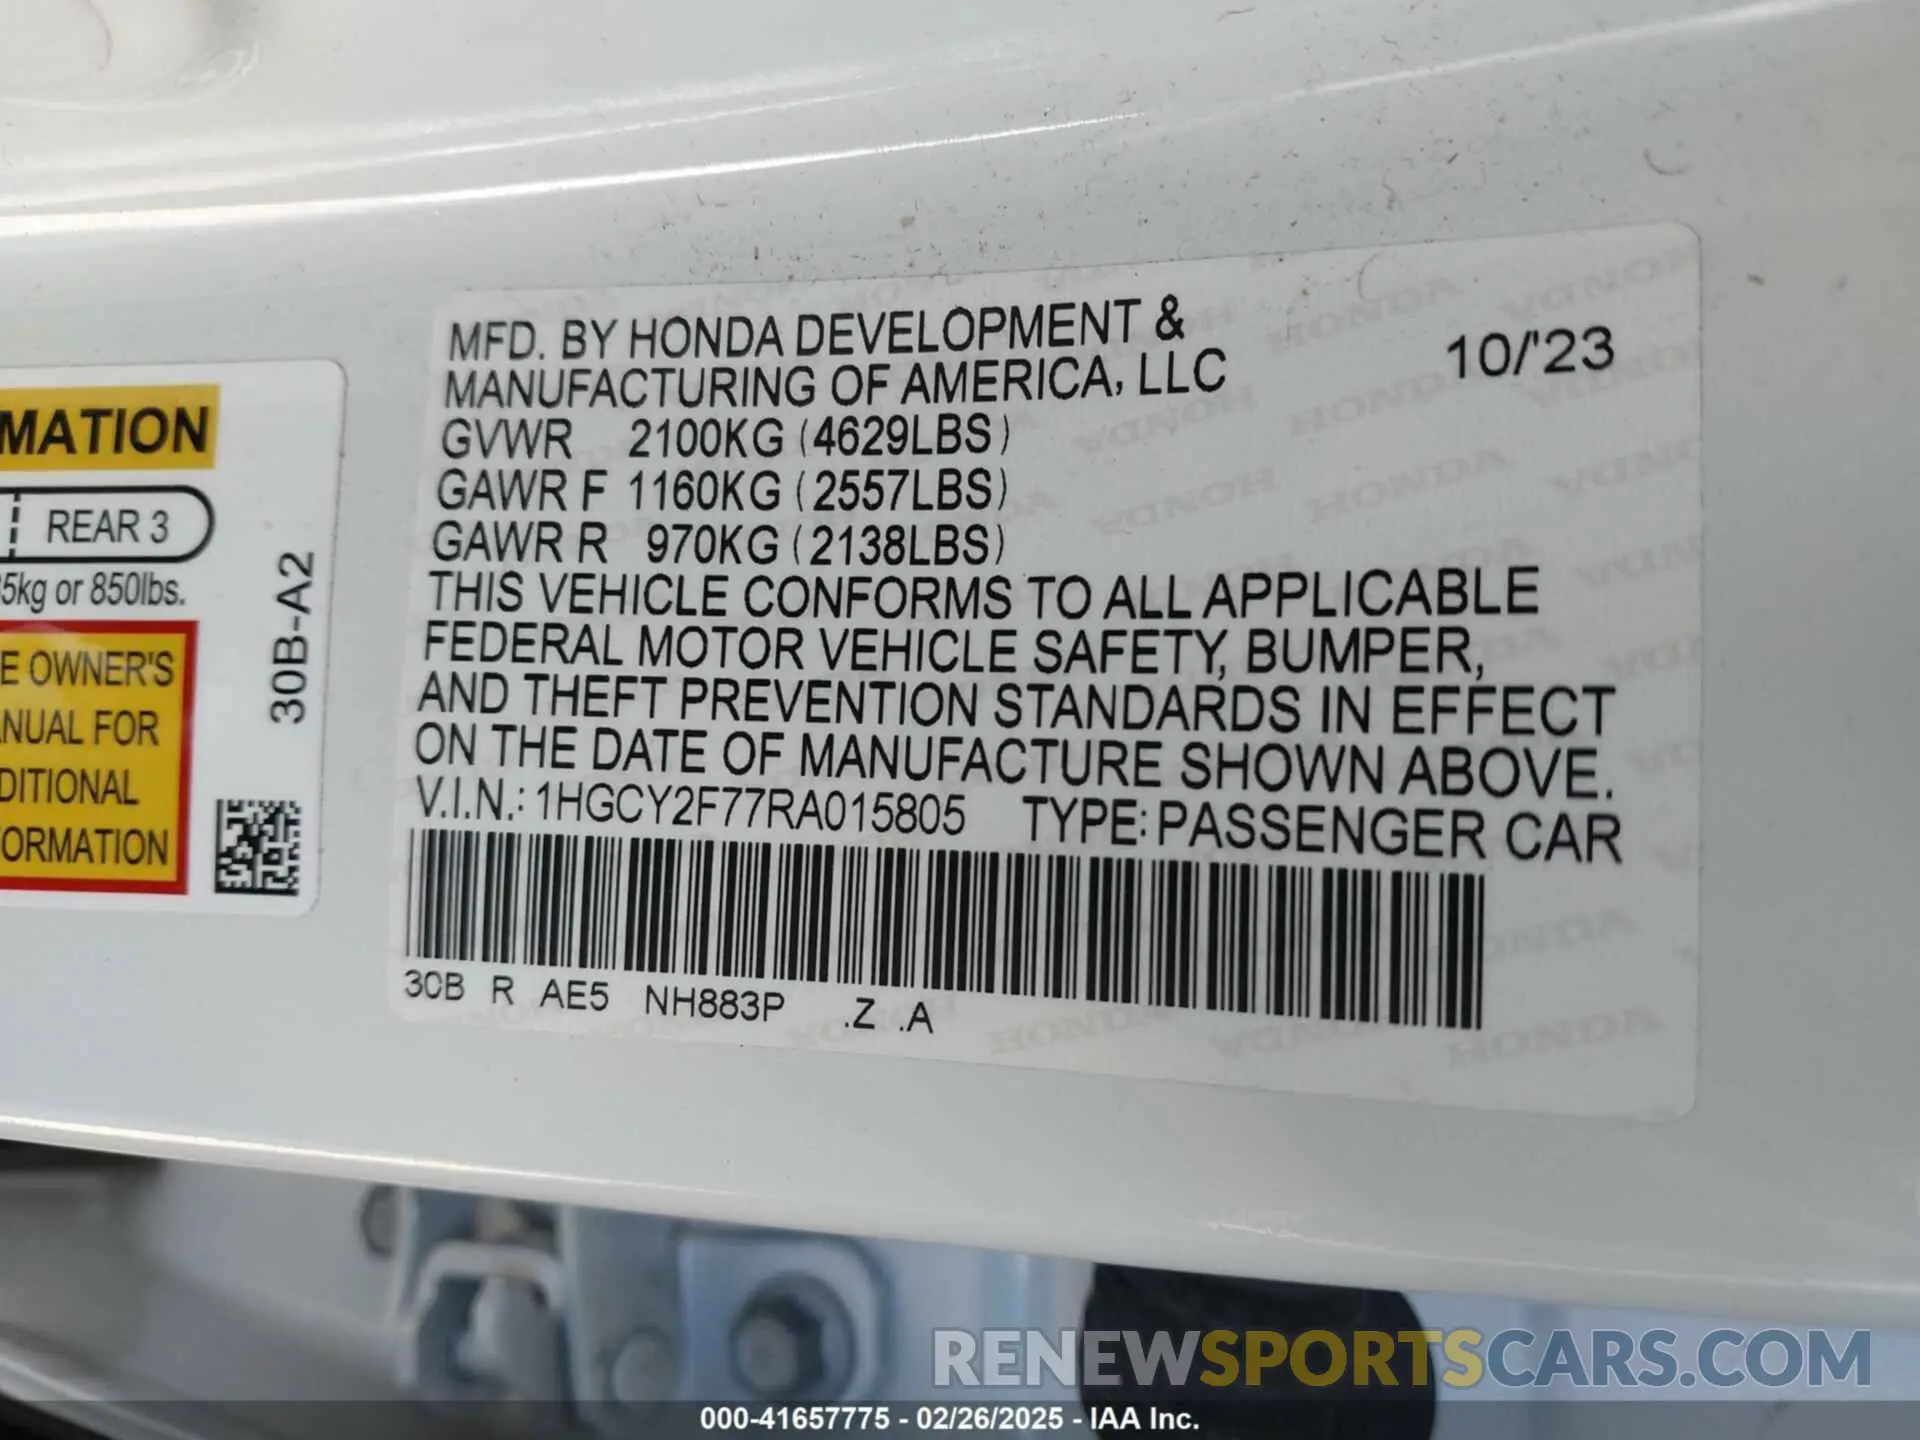 MATION
REAR 3
5kg or 850lbs.
E OWNER'S
NUAL FOR
DITIONAL
ORMATION
30B-A2
MFD. BY HONDA DEVELOPMENT &
MANUFACTURING OF AMERICA, LLC
10/'23
GVWR 2100KG (4629LBS)
GAWR F 1160KG (2557LBS)
GAWR R 970KG (2138LBS)
THIS VEHICLE CONFORMS TO ALL APPLICABLE
FEDERAL MOTOR VEHICLE SAFETY, BUMPER,
AND THEFT PREVENTION STANDARDS IN EFFECT
ON THE DATE OF MANUFACTURE SHOWN ABOVE.
V.I.N.: 1HGCY2F77RA015805 TYPE: PASSENGER CAR
30B R AE5 NH883P .Z .A
RENEWSPORTSCARS.COM
000-41657775 - 02/26/2025 - IAA Inc.